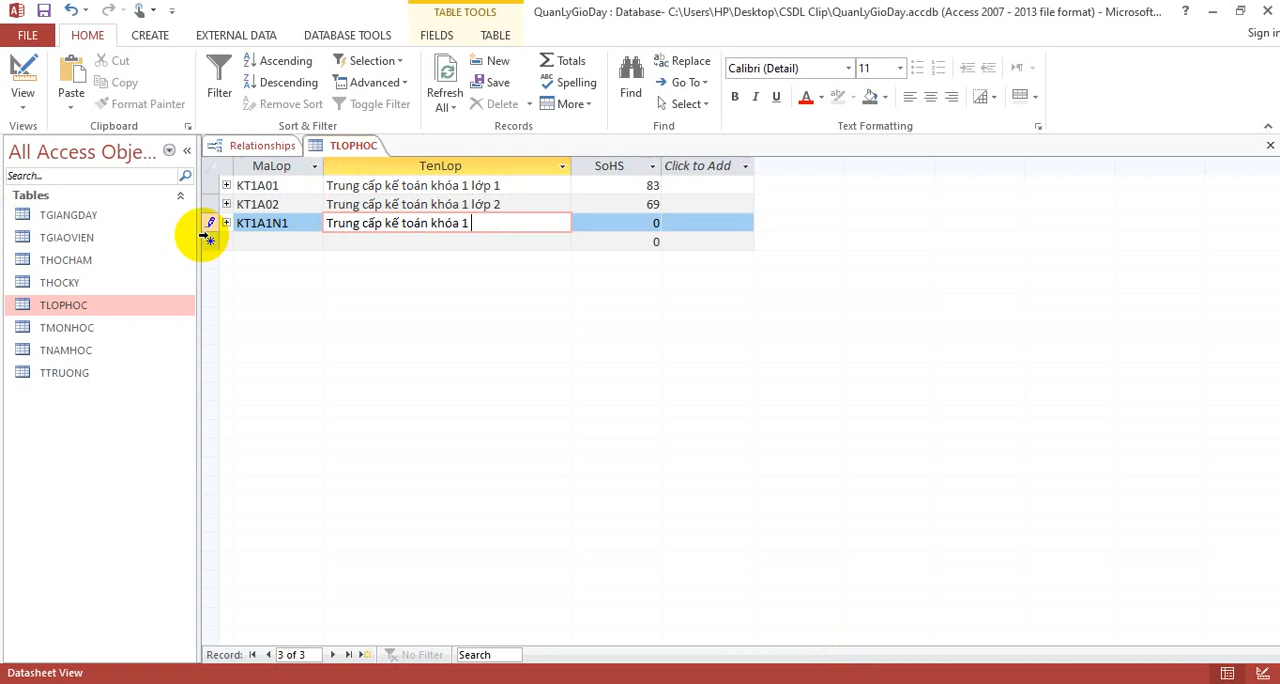 TABLE TOOLS
QuanLyGioDay : Database- C:\Users\HP\Desktop\CSDL Clip\QuanLyGioDay.accdb (Access 2007 - 2013 file format) - Microsoft...
?
FILE HOME CREATE EXTERNAL DATA DATABASE TOOLS FIELDS TABLE Sign in
View
Paste
Cut
Copy
Format Painter
Filter
Ascending
Descending
Remove Sort
Selection
Advanced
Toggle Filter
Refresh
All
New
Save
Delete
Totals
Spelling
More
Find
Replace
Go To
Select
Calibri (Detail) 11
B I U A
Views Clipboard Sort & Filter Records Find Text Formatting
All Access Obje... «
Search...
Tables
TGIANGDAY
TGIAOVIEN
THOCHAM
THOCKY
TLOPHOC
TMONHOC
TNAMHOC
TTRUONG
Relationships TLOPHOC
MaLop TenLop SoHS Click to Add
KT1A01 Trung cấp kế toán khóa 1 lớp 1 83
KT1A02 Trung cấp kế toán khóa 1 lớp 2 69
KT1A1N1 Trung cấp kế toán khóa 1 0
0
Record: 3 of 3 No Filter Search
Datasheet View